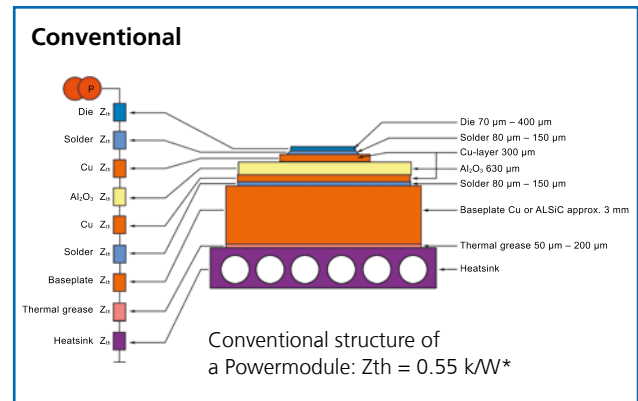 Conventional
P
Die Zth
Solder Zth
Cu Zth
Al₂O₃ Zth
Cu Zth
Solder Zth
Baseplate Zth
Thermal grease Zth
Heatsink Zth
Die 70 µm – 400 µm
Solder 80 µm – 150 µm
Cu-layer 300 µm
Al₂O₃ 630 µm
Solder 80 µm – 150 µm
Baseplate Cu or ALSiC approx. 3 mm
Thermal grease 50 µm – 200 µm
Heatsink
Conventional structure of
a Powermodule: Zth = 0.55 k/W*